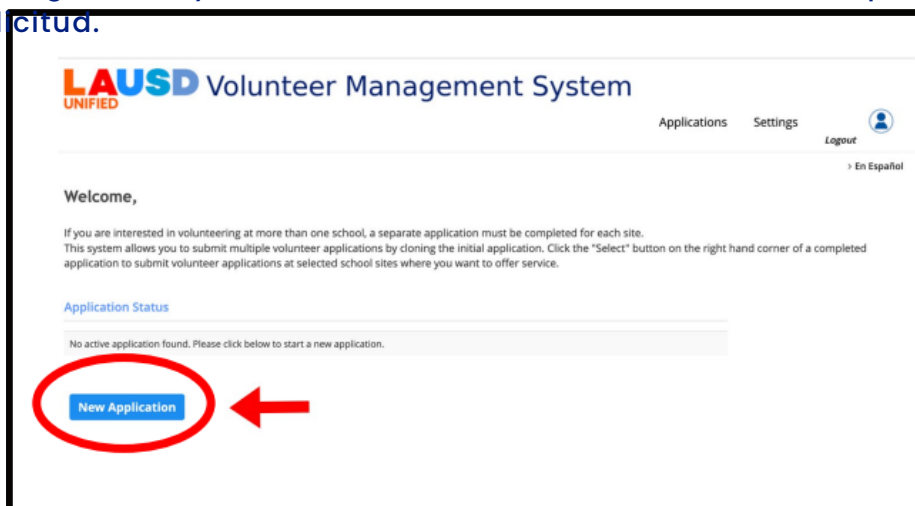 icitud.
LAUSD Volunteer Management System
UNIFIED
Applications Settings
Logout
> En Español
Welcome,
If you are interested in volunteering at more than one school, a separate application must be completed for each site.
This system allows you to submit multiple volunteer applications by cloning the initial application. Click the "Select" button on the right hand corner of a completed
application to submit volunteer applications at selected school sites where you want to offer service.
Application Status
No active application found. Please click below to start a new application.
New Application